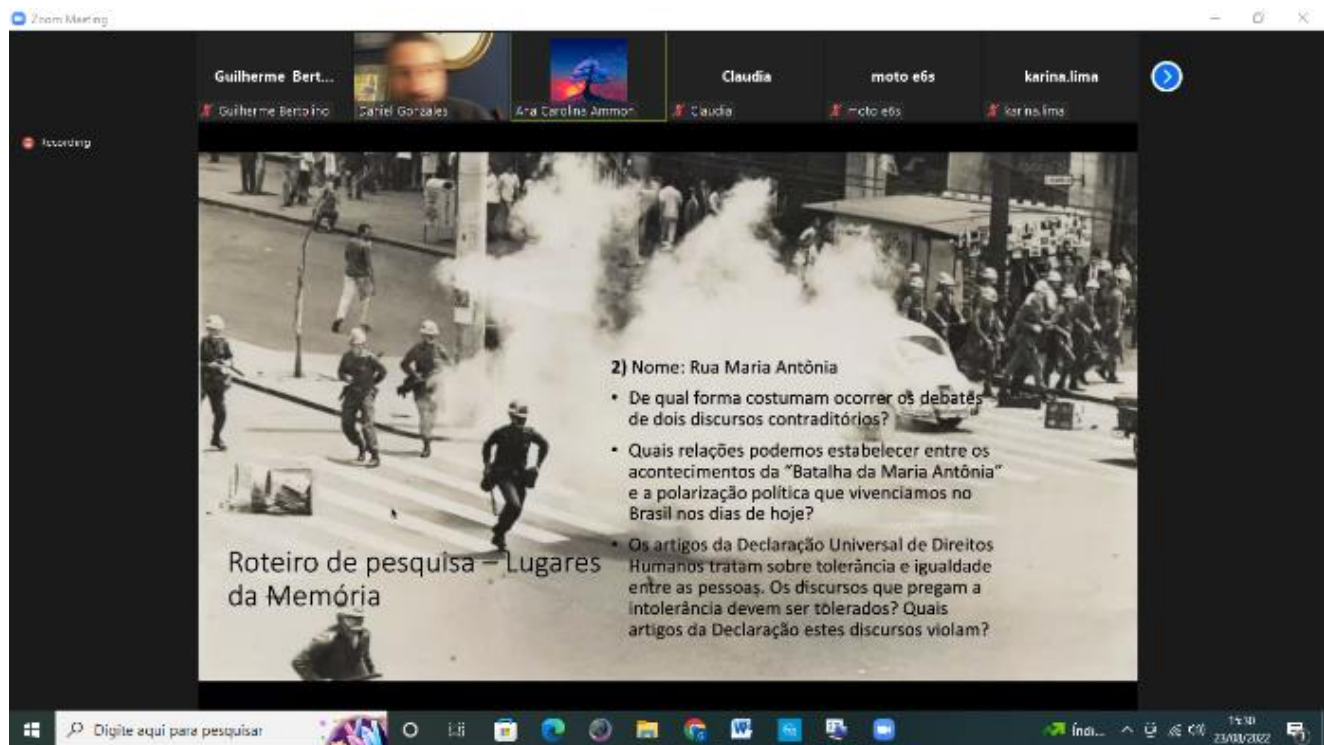 Zoom Meeting
Guilherme Bert...
Claudia
moto e6s
karina.lima
Guilherme Bertolino
Daniel Gonzales
Ana Carolina Ammon
Claudia
moto e6s
karina.lima
Recording
2) Nome: Rua Maria Antônia
• De qual forma costumam ocorrer os debates
de dois discursos contraditórios?
• Quais relações podemos estabelecer entre os
acontecimentos da “Batalha da Maria Antônia”
e a polarização política que vivenciamos no
Brasil nos dias de hoje?
• Os artigos da Declaração Universal de Direitos
Humanos tratam sobre tolerância e igualdade
entre as pessoas. Os discursos que pregam a
intolerância devem ser tolerados? Quais
artigos da Declaração estes discursos violam?
Roteiro de pesquisa – Lugares
da Memória
Digite aqui para pesquisar
Índi...
15:30
23/08/2022